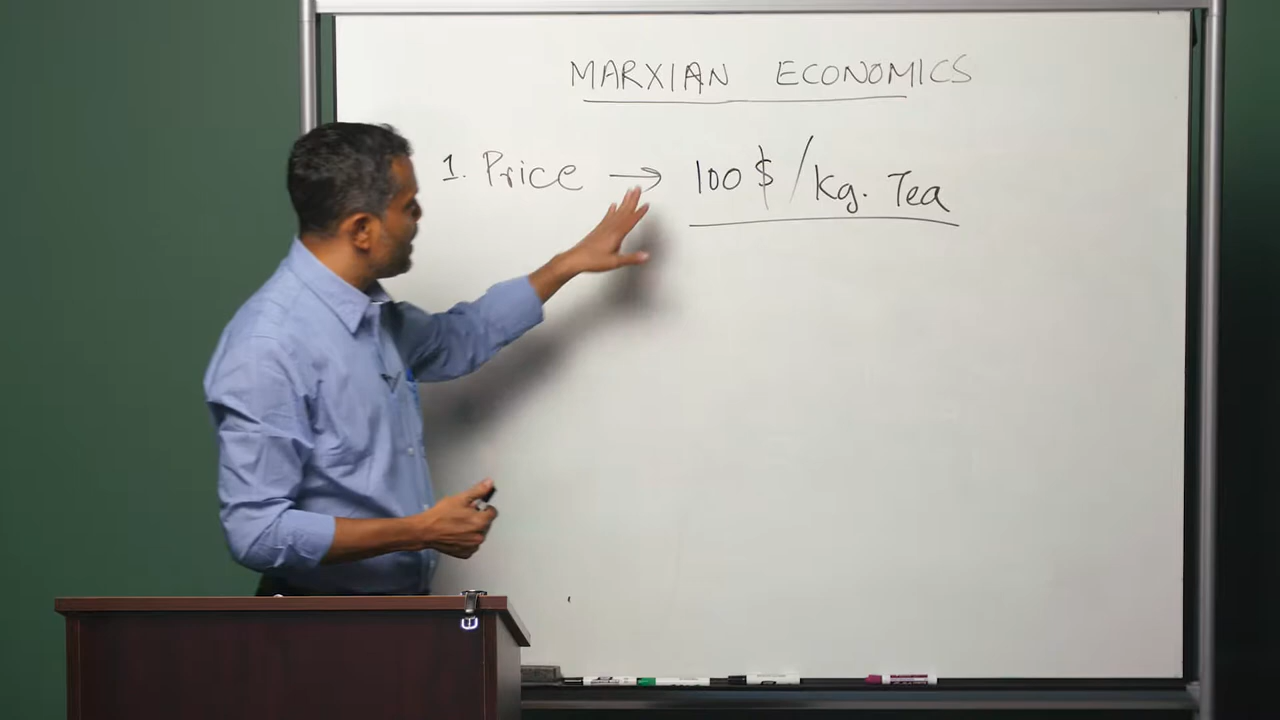 MARXIAN ECONOMICS
1. Price → 100 $ / Kg. Tea